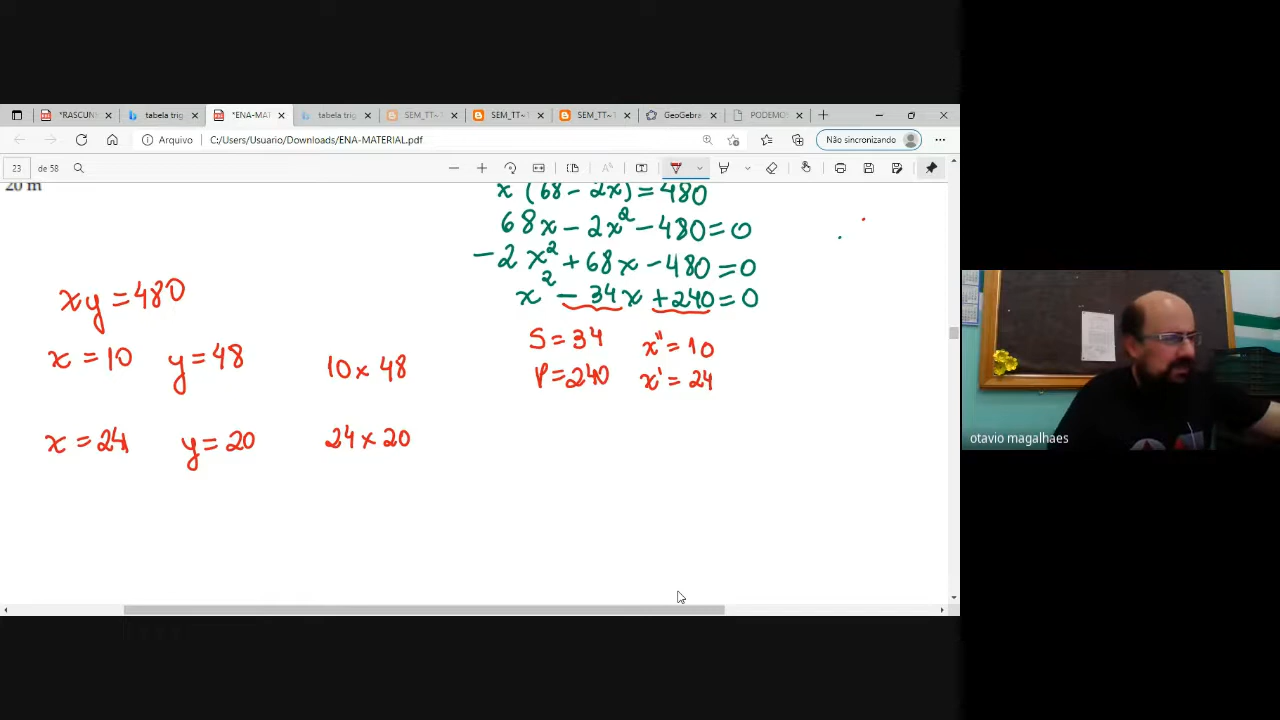 *RASCUN
tabela trig
*ENA-MAT
tabela trig
SEM_TT-
SEM_TT-
SEM_TT-
GeoGebra
PODEMOS
Arquivo
C:/Users/Usuario/Downloads/ENA-MATERIAL.pdf
Não sincronizando
23 de 58
20 m
x (68 - 2x) = 480
68x - 2x² - 480 = 0
-2x² + 68x - 480 = 0
x² - 34x + 240 = 0
S = 34 x'' = 10
P = 240 x' = 24
xy = 480
x = 10 y = 48 10 x 48
x = 24 y = 20 24 x 20
otavio magalhaes